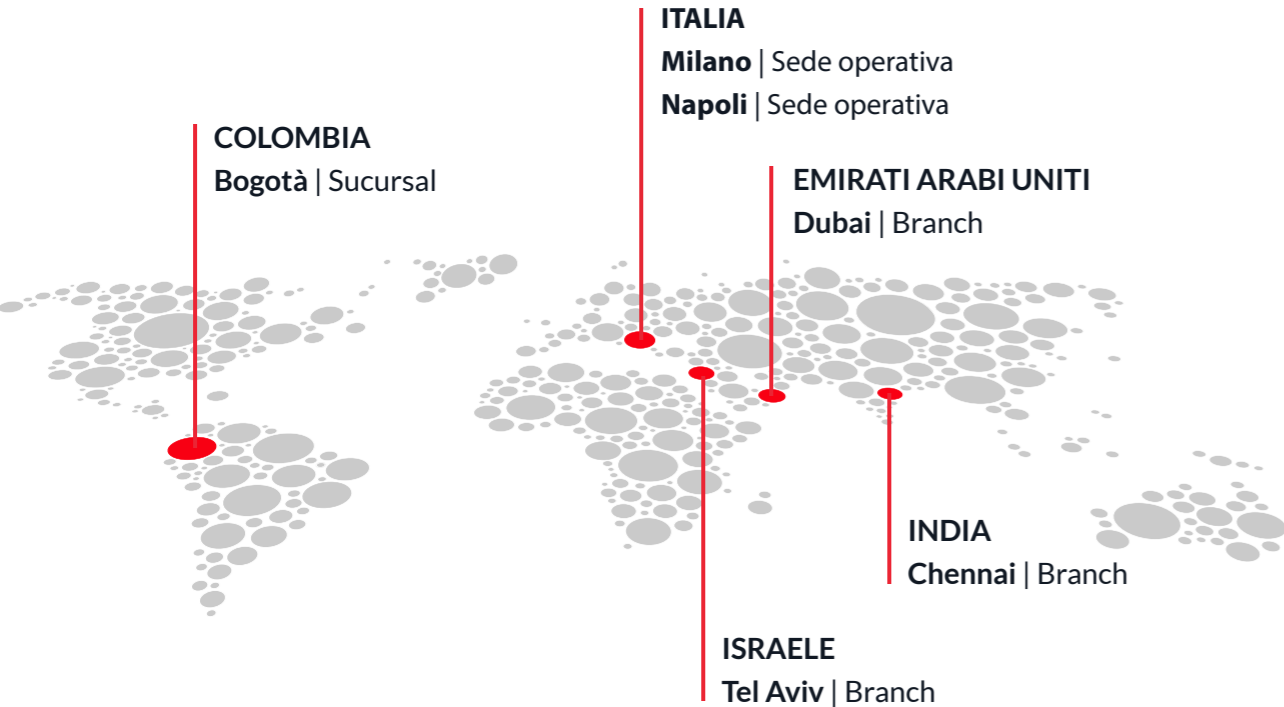 ITALIA
Milano | Sede operativa
Napoli | Sede operativa
COLOMBIA
Bogotà | Sucursal
EMIRATI ARABI UNITI
Dubai | Branch
INDIA
Chennai | Branch
ISRAELE
Tel Aviv | Branch